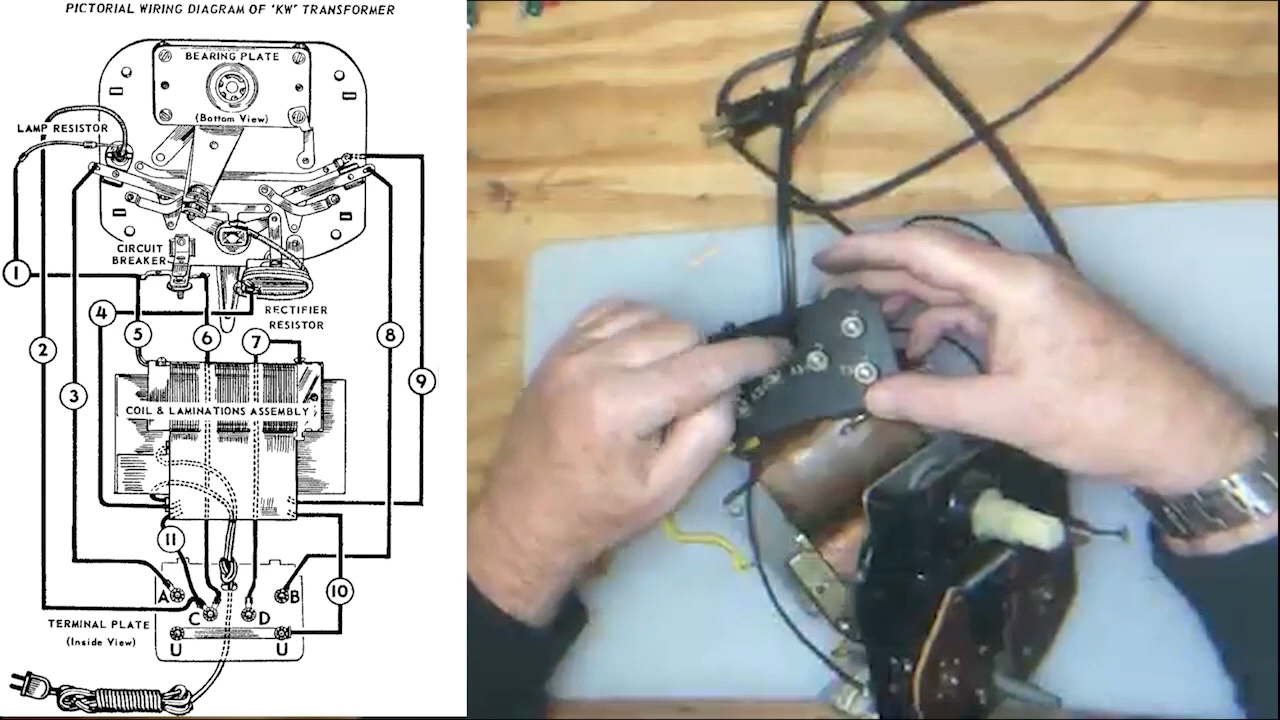 PICTORIAL WIRING DIAGRAM OF 'KW' TRANSFORMER
BEARING PLATE
(Bottom View)
LAMP RESISTOR
CIRCUIT
BREAKER
RECTIFIER
RESISTOR
1
4
5
6
7
2
8
3
9
COIL & LAMINATIONS ASSEMBLY
11
10
A
B
C
D
TERMINAL PLATE
(Inside View)
U
U